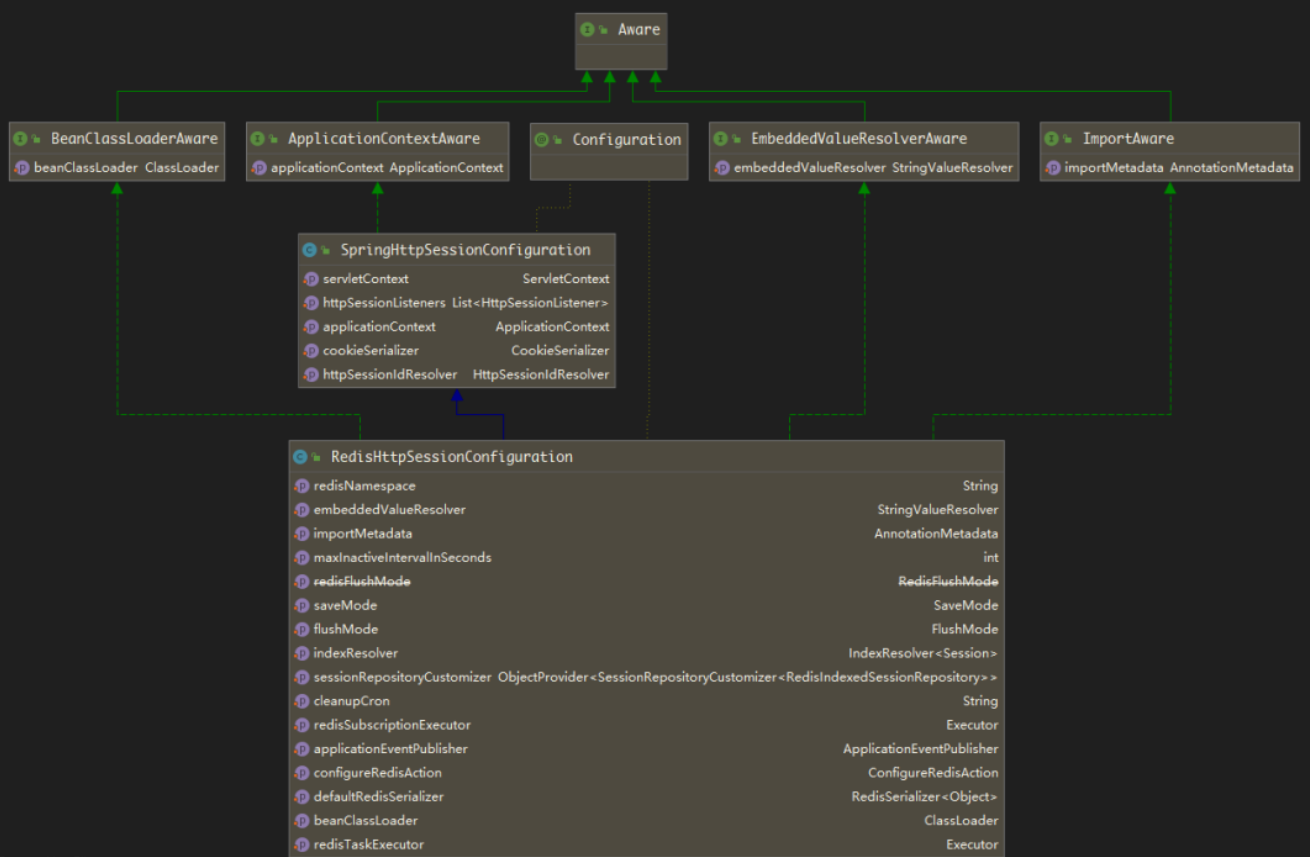 Aware
BeanClassLoaderAware
beanClassLoader ClassLoader
ApplicationContextAware
applicationContext ApplicationContext
Configuration
EmbeddedValueResolverAware
embeddedValueResolver StringValueResolver
ImportAware
importMetadata AnnotationMetadata
SpringHttpSessionConfiguration
servletContext ServletContext
httpSessionListeners List<HttpSessionListener>
applicationContext ApplicationContext
cookieSerializer CookieSerializer
httpSessionIdResolver HttpSessionIdResolver
RedisHttpSessionConfiguration
redisNamespace String
embeddedValueResolver StringValueResolver
importMetadata AnnotationMetadata
maxInactiveIntervalInSeconds int
redisFlushMode RedisFlushMode
saveMode SaveMode
flushMode FlushMode
indexResolver IndexResolver<Session>
sessionRepositoryCustomizer ObjectProvider<SessionRepositoryCustomizer<RedisIndexedSessionRepository>>
cleanupCron String
redisSubscriptionExecutor Executor
applicationEventPublisher ApplicationEventPublisher
configureRedisAction ConfigureRedisAction
defaultRedisSerializer RedisSerializer<Object>
beanClassLoader ClassLoader
redisTaskExecutor Executor